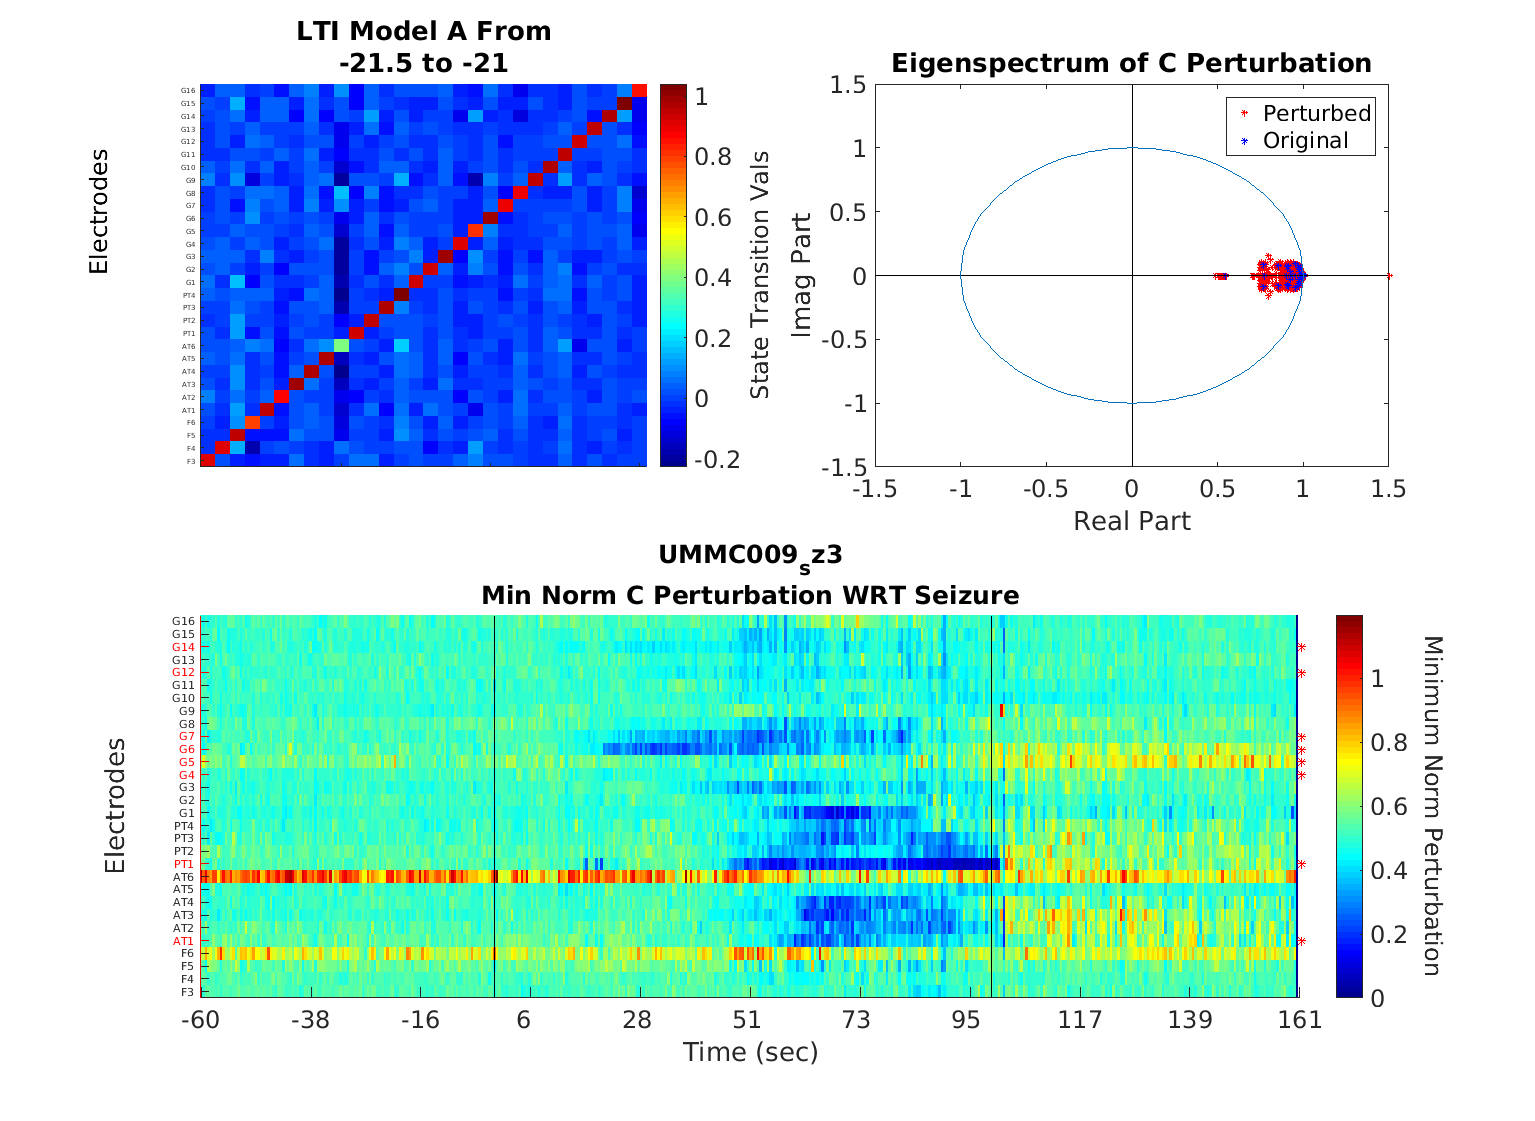 LTI Model A From
-21.5 to -21
Electrodes
G16
G15
G14
G13
G12
G11
G10
G9
G8
G7
G6
G5
G4
G3
G2
G1
PT4
PT3
PT2
PT1
AT6
AT5
AT4
AT3
AT2
AT1
F6
F5
F4
F3
1
0.8
0.6
0.4
0.2
0
-0.2
State Transition Vals
Eigenspectrum of C Perturbation
Perturbed
Original
1.5
1
0.5
0
-0.5
-1
-1.5
Imag Part
-1.5 -1 -0.5 0 0.5 1 1.5
Real Part
UMMC009sz3
Min Norm C Perturbation WRT Seizure
Electrodes
G16
G15
G14
G13
G12
G11
G10
G9
G8
G7
G6
G5
G4
G3
G2
G1
PT4
PT3
PT2
PT1
AT6
AT5
AT4
AT3
AT2
AT1
F6
F5
F4
F3
-60 -38 -16 6 28 51 73 95 117 139 161
Time (sec)
1
0.8
0.6
0.4
0.2
0
Minimum Norm Perturbation